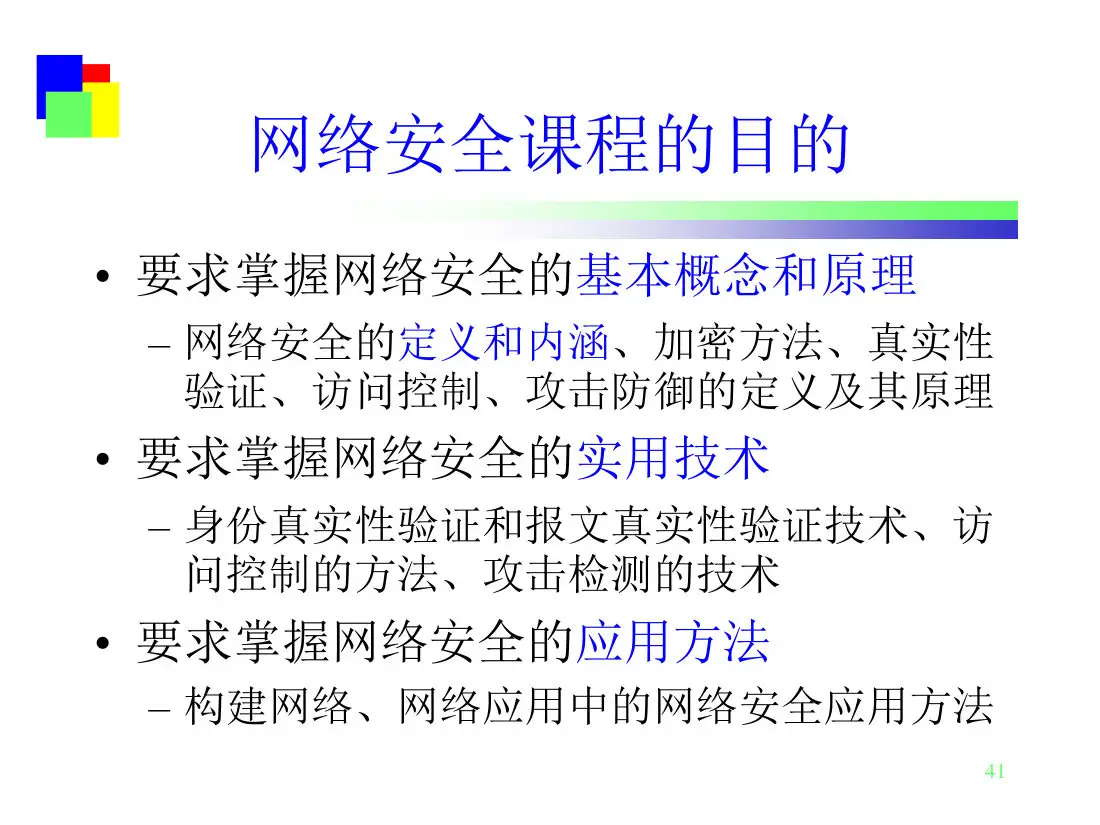 网络安全课程的目的
• 要求掌握网络安全的基本概念和原理
– 网络安全的定义和内涵、加密方法、真实性
验证、访问控制、攻击防御的定义及其原理
• 要求掌握网络安全的实用技术
– 身份真实性验证和报文真实性验证技术、访
问控制的方法、攻击检测的技术
• 要求掌握网络安全的应用方法
– 构建网络、网络应用中的网络安全应用方法
41